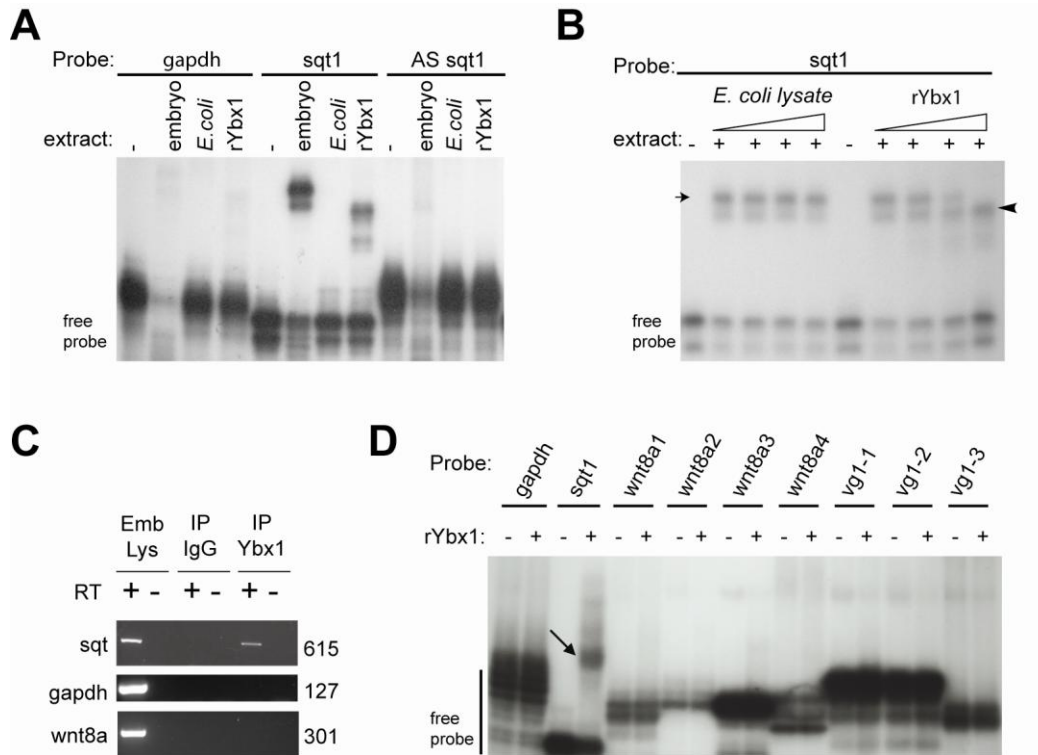 A
Probe: gapdh sqt1 AS sqt1
extract: - embryo E.coli rYbx1 - embryo E.coli rYbx1 - embryo E.coli rYbx1
free
probe
B
Probe: sqt1
E. coli lysate rYbx1
extract: - + + + + - + + + +
free
probe
C
Emb IP IP
Lys IgG Ybx1
RT + - + - + -
sqt 615
gapdh 127
wnt8a 301
D
Probe: gapdh sqt1 wnt8a1 wnt8a2 wnt8a3 wnt8a4 vg1-1 vg1-2 vg1-3
rYbx1: - + - + - + - + - + - + - + - + - +
free
probe